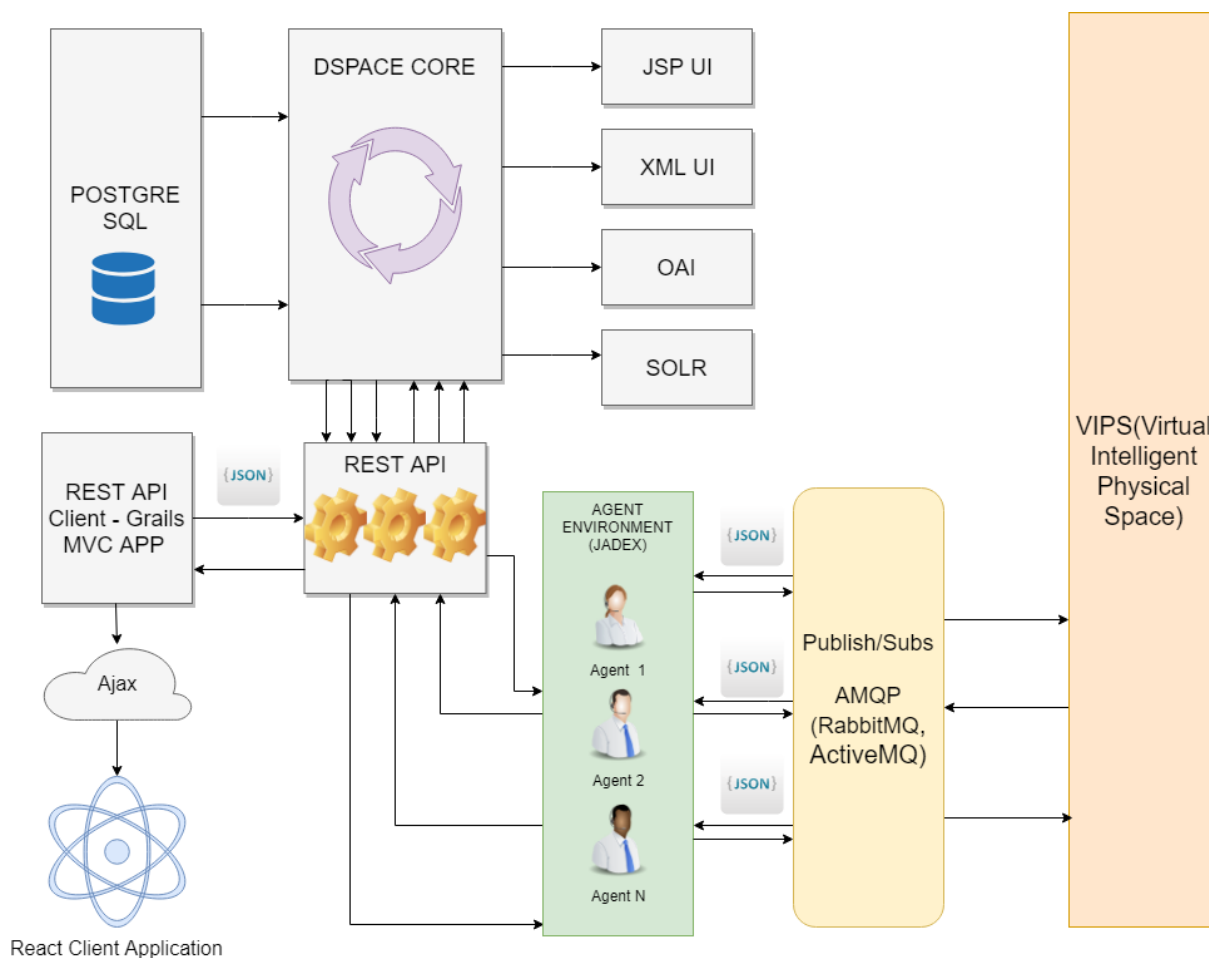 DSPACE CORE
JSP UI
XML UI
POSTGRE
SQL
OAI
SOLR
REST API
{JSON}
REST API
Client - Grails
MVC APP
AGENT
ENVIRONMENT
(JADEX)
{JSON}
Agent 1
{JSON}
Agent 2
{JSON}
Agent N
Publish/Subs
AMQP
(RabbitMQ,
ActiveMQ)
VIPS(Virtual
Intelligent
Physical
Space)
Ajax
React Client Application